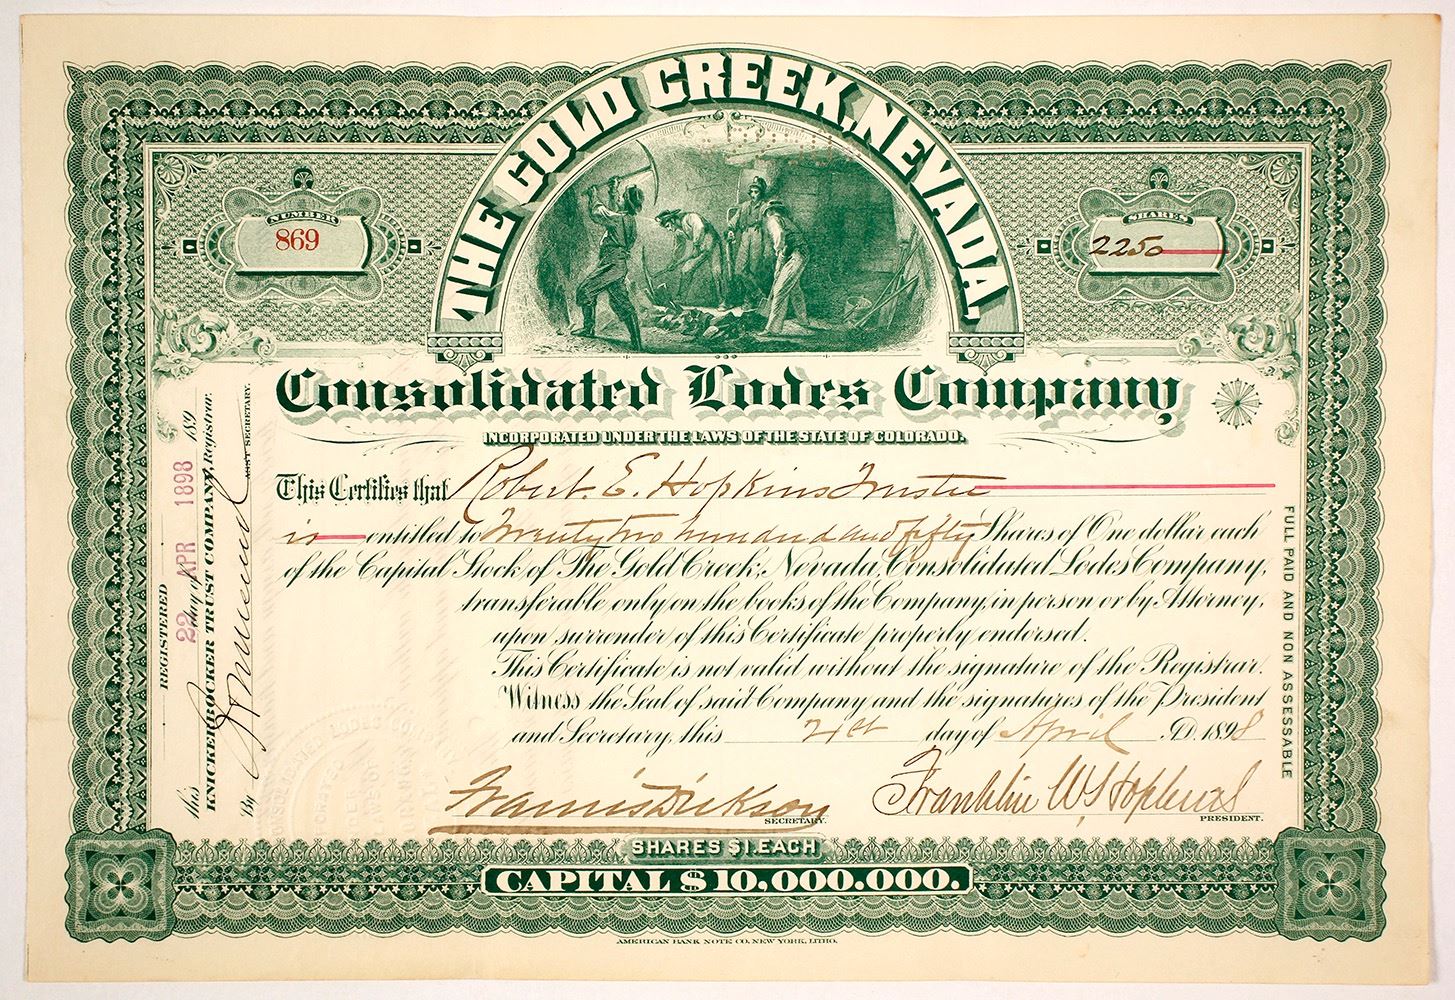 THE GOLD CREEK, NEVADA,
NUMBER
869
SHARES
2250
Consolidated Lodes Company,
INCORPORATED UNDER THE LAWS OF THE STATE OF COLORADO.
This Certifies that Robert E. Hopkins Trustee
is entitled to Twenty two hundred and fifty Shares of One dollar each
of the Capital Stock of The Gold Creek, Nevada, Consolidated Lodes Company,
transferable only on the books of the Company, in person or by Attorney,
upon surrender of this Certificate properly endorsed.
This Certificate is not valid without the signature of the Registrar.
Witness the Seal of said Company and the signatures of the President
and Secretary, this 21st day of April A.D. 1898
Francis Dickson
SECRETARY.
Franklin W. Hopkins
PRESIDENT.
SHARES $1. EACH
CAPITAL $10,000.000.
AMERICAN BANK NOTE CO. NEW YORK, LITHO.
REGISTERED
this 22 day of APR 1898 189
KNICKERBOCKER TRUST COMPANY, Registrar.
By
ASST SECRETARY.
FULL PAID AND NON ASSESSABLE